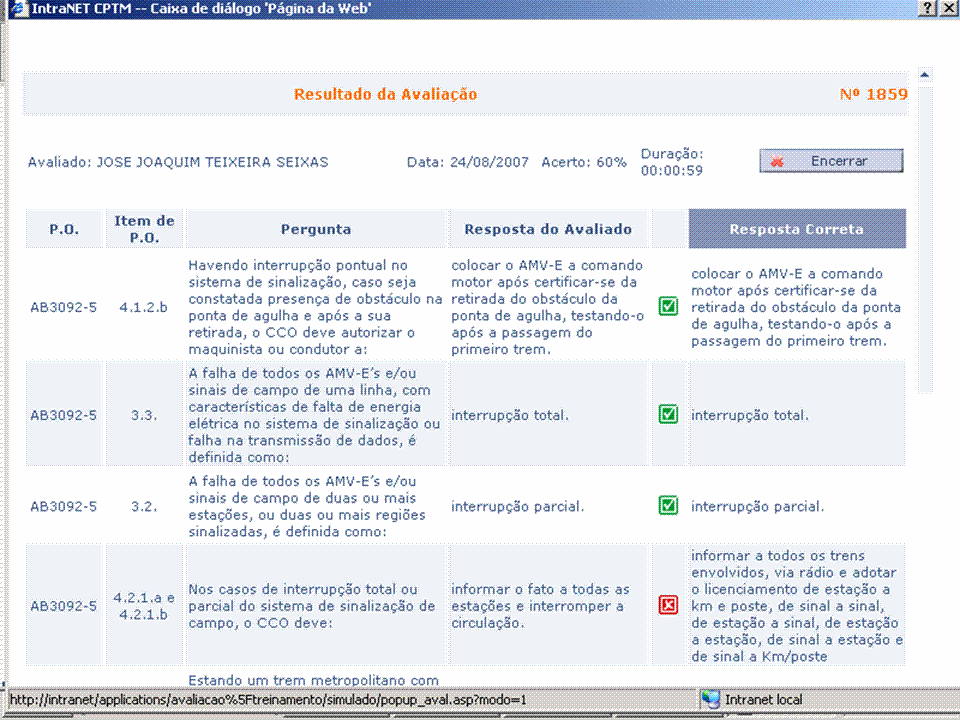 IntraNET CPTM -- Caixa de diálogo 'Página da Web'
Resultado da Avaliação
Nº 1859
Avaliado: JOSE JOAQUIM TEIXEIRA SEIXAS
Data: 24/08/2007
Acerto: 60%
Duração:
00:00:59
Encerrar
P.O.
Item de
P.O.
Pergunta
Resposta do Avaliado
Resposta Correta
AB3092-5
4.1.2.b
Havendo interrupção pontual no
sistema de sinalização, caso seja
constatada presença de obstáculo na
ponta de agulha e após a sua
retirada, o CCO deve autorizar o
maquinista ou condutor a:
colocar o AMV-E a comando
motor após certificar-se da
retirada do obstáculo da
ponta de agulha, testando-o
após a passagem do
primeiro trem.
colocar o AMV-E a comando
motor após certificar-se da
retirada do obstáculo da ponta
de agulha, testando-o após a
passagem do primeiro trem.
AB3092-5
3.3.
A falha de todos os AMV-E's e/ou
sinais de campo de uma linha, com
características de falta de energia
elétrica no sistema de sinalização ou
falha na transmissão de dados, é
definida como:
interrupção total.
interrupção total.
AB3092-5
3.2.
A falha de todos os AMV-E's e/ou
sinais de campo de duas ou mais
estações, ou duas ou mais regiões
sinalizadas, é definida como:
interrupção parcial.
interrupção parcial.
AB3092-5
4.2.1.a e
4.2.1.b
Nos casos de interrupção total ou
parcial do sistema de sinalização de
campo, o CCO deve:
informar o fato a todas as
estações e interromper a
circulação.
informar a todos os trens
envolvidos, via rádio e adotar
o licenciamento de estação a
km e poste, de sinal a sinal,
de estação a sinal, de estação
a estação, de sinal a estação e
de sinal a Km/poste
Estando um trem metropolitano com
http://intranet/applications/avaliacao%5Ftreinamento/simulado/popup_aval.asp?modo=1
Intranet local